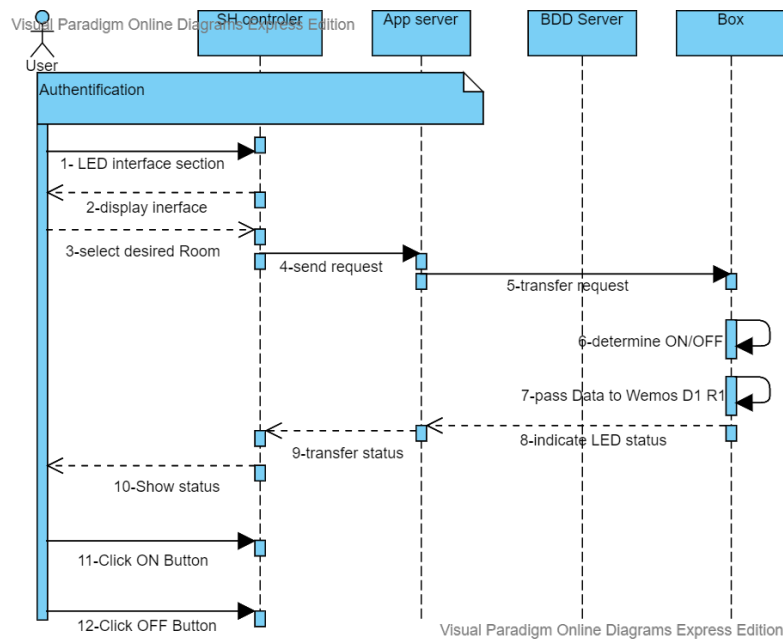 Visual Paradigm Online Diagrams Express Edition
SH controler
App server
BDD Server
Box
User
Authentification
1- LED interface section
2-display inerface
3-select desired Room
4-send request
5-transfer request
6-determine ON/OFF
7-pass Data to Wemos D1 R1
8-indicate LED status
9-transfer status
10-Show status
11-Click ON Button
12-Click OFF Button
Visual Paradigm Online Diagrams Express Edition